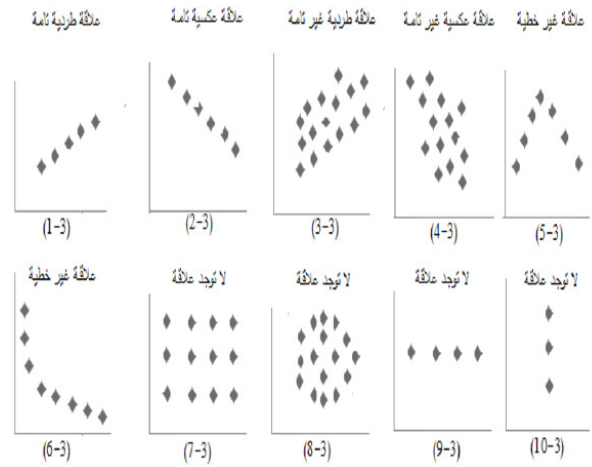 علاقة طردية تامة
علاقة عكسية تامة
علاقة طردية غير تامة
علاقة عكسية غير تامة
علاقة غير خطية
(1-3)
(2-3)
(3-3)
(4-3)
(5-3)
علاقة غير خطية
لا توجد علاقة
لا توجد علاقة
لا توجد علاقة
لا توجد علاقة
(6-3)
(7-3)
(8-3)
(9-3)
(10-3)